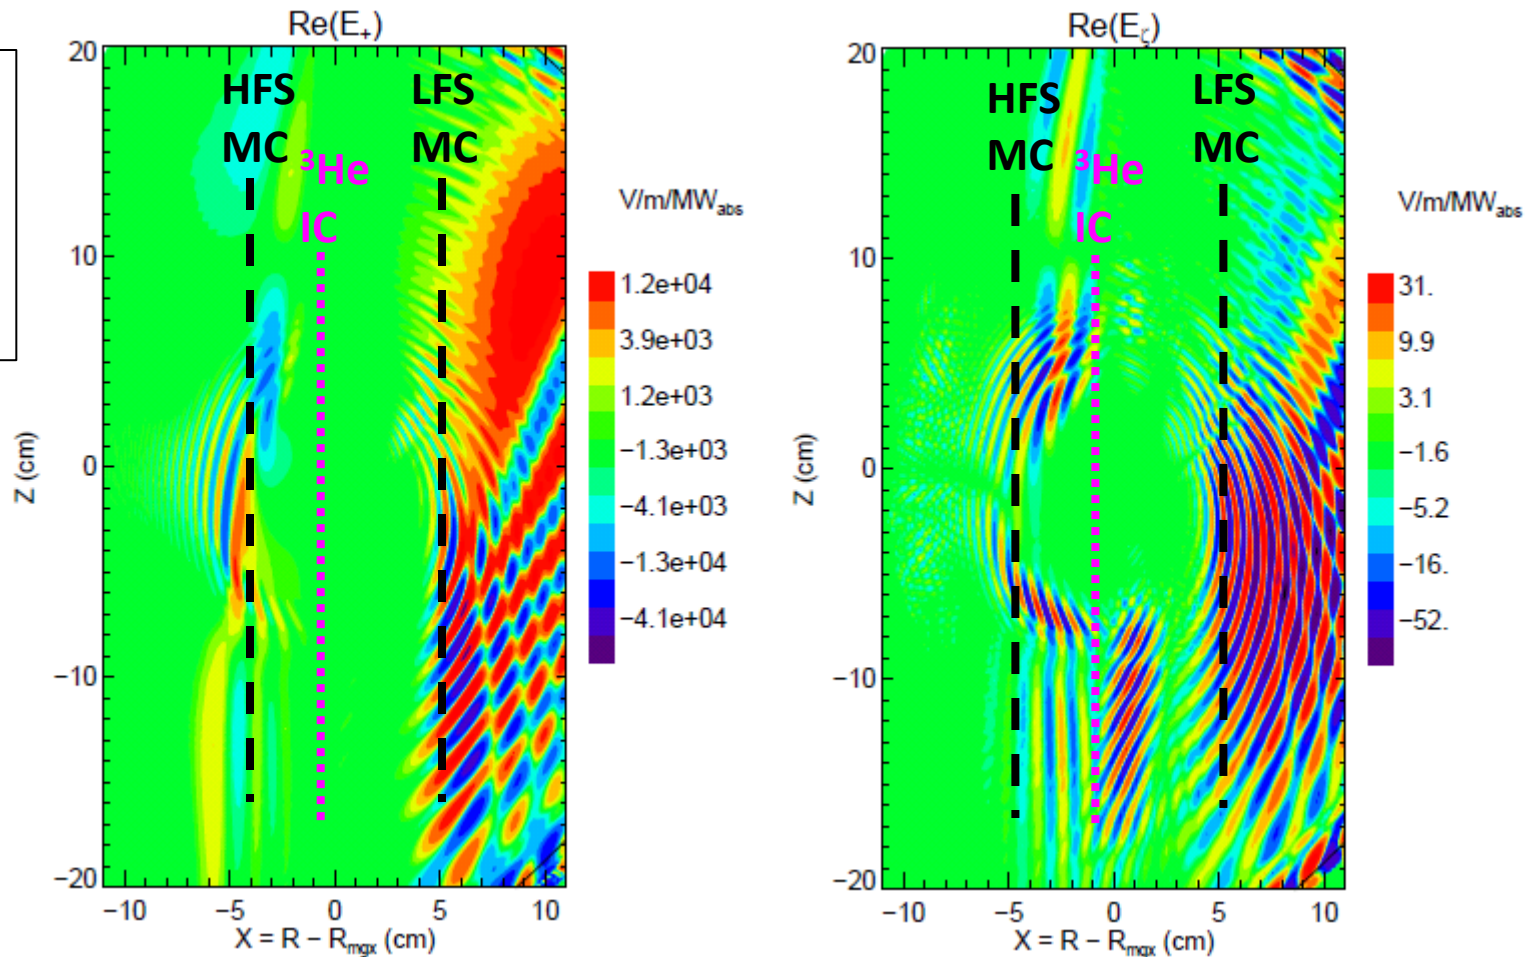 Re(E₊)
20
10
0
−10
−20
Z (cm)
HFS
MC
³He
IC
LFS
MC
−10
−5
0
5
10
X = R − Rmgx (cm)
V/m/MWabs
1.2e+04
3.9e+03
1.2e+03
−1.3e+03
−4.1e+03
−1.3e+04
−4.1e+04
Re(Eζ)
20
10
0
−10
−20
Z (cm)
HFS
MC
³He
IC
LFS
MC
−10
−5
0
5
10
X = R − Rmgx (cm)
V/m/MWabs
31.
9.9
3.1
−1.6
−5.2
−16.
−52.